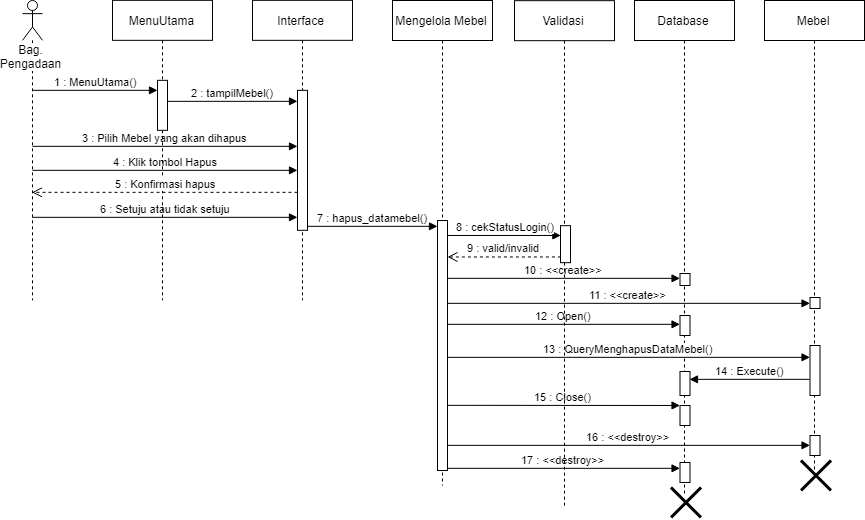 MenuUtama
Interface
Mengelola Mebel
Validasi
Database
Mebel
Bag.
Pengadaan
1 : MenuUtama()
2 : tampilMebel()
3 : Pilih Mebel yang akan dihapus
4 : Klik tombol Hapus
5 : Konfirmasi hapus
6 : Setuju atau tidak setuju
7 : hapus_datamebel()
8 : cekStatusLogin()
9 : valid/invalid
10 : <<create>>
11 : <<create>>
12 : Open()
13 : QueryMenghapusDataMebel()
14 : Execute()
15 : Close()
16 : <<destroy>>
17 : <<destroy>>